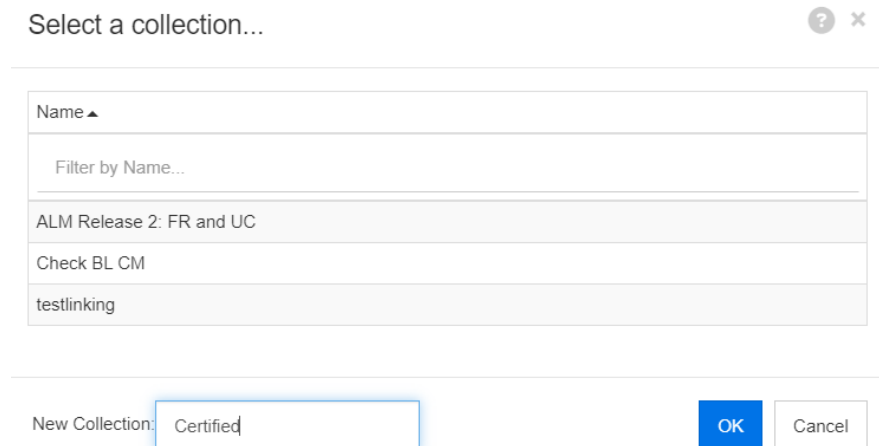 Select a collection...
?
Name
Filter by Name...
ALM Release 2: FR and UC
Check BL CM
testlinking
New Collection: Certified
OK Cancel